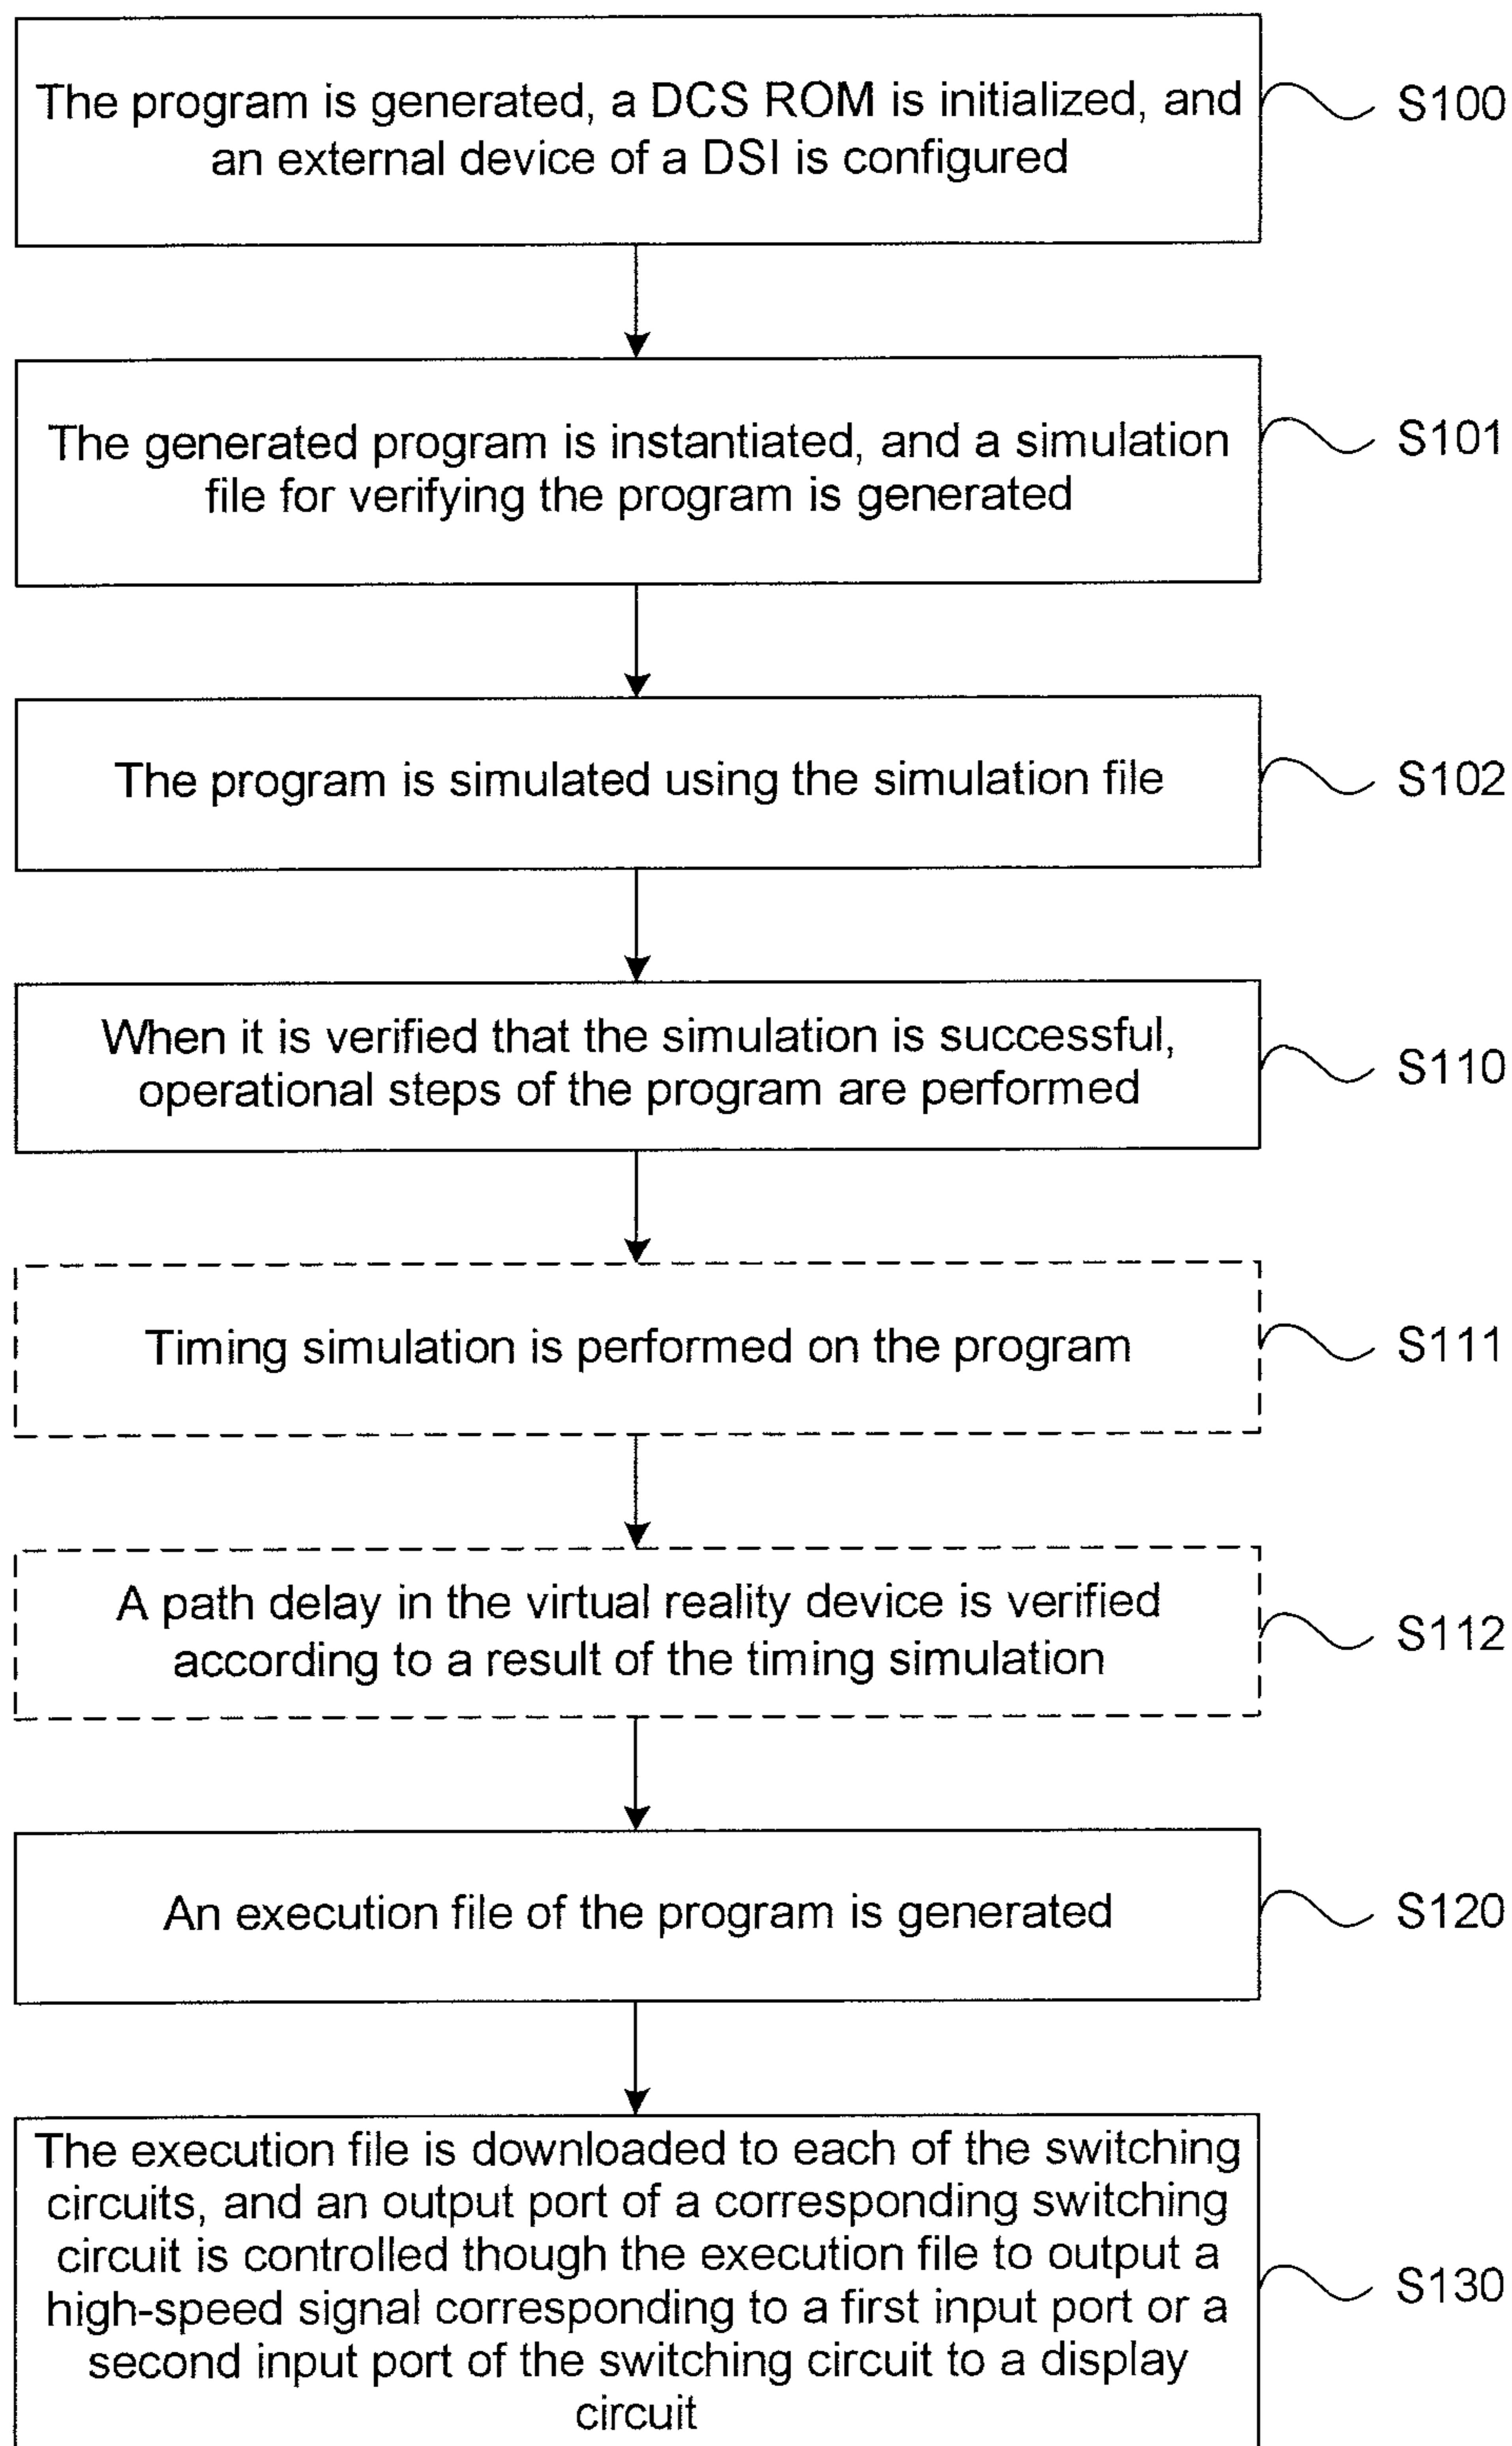 The program is generated, a DCS ROM is initialized, and
an external device of a DSI is configured
S100
The generated program is instantiated, and a simulation
file for verifying the program is generated
S101
The program is simulated using the simulation file
S102
When it is verified that the simulation is successful,
operational steps of the program are performed
S110
Timing simulation is performed on the program
S111
A path delay in the virtual reality device is verified
according to a result of the timing simulation
S112
An execution file of the program is generated
S120
The execution file is downloaded to each of the switching
circuits, and an output port of a corresponding switching
circuit is controlled though the execution file to output a
high-speed signal corresponding to a first input port or a
second input port of the switching circuit to a display
circuit
S130